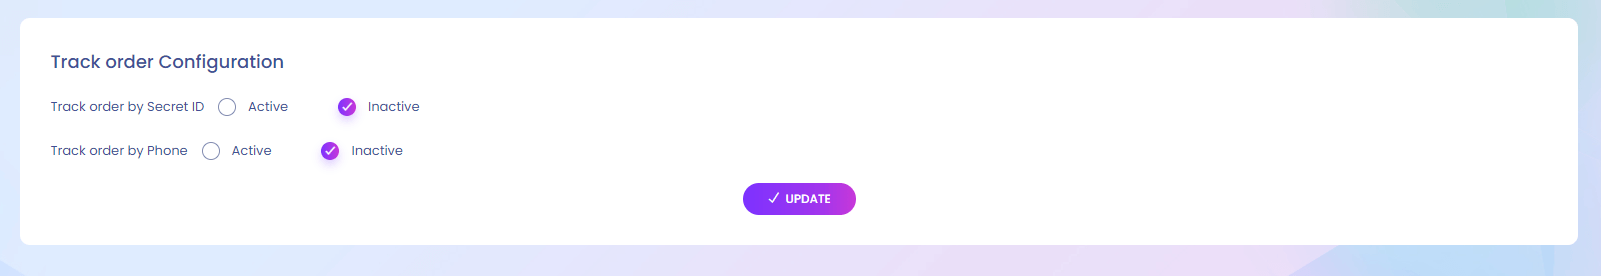 Track order Configuration
Track order by Secret ID Active Inactive
Track order by Phone Active Inactive
UPDATE